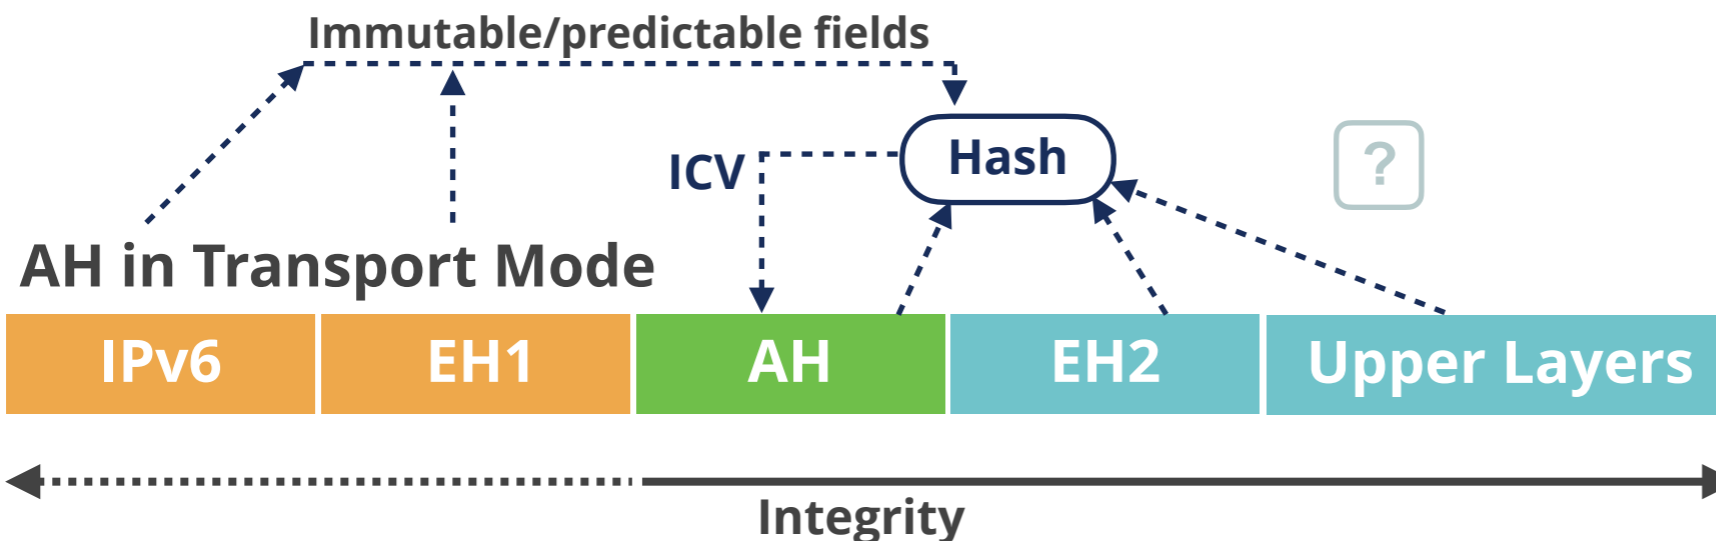 Immutable/predictable fields
Hash
?
ICV
AH in Transport Mode
IPv6
EH1
AH
EH2
Upper Layers
Integrity